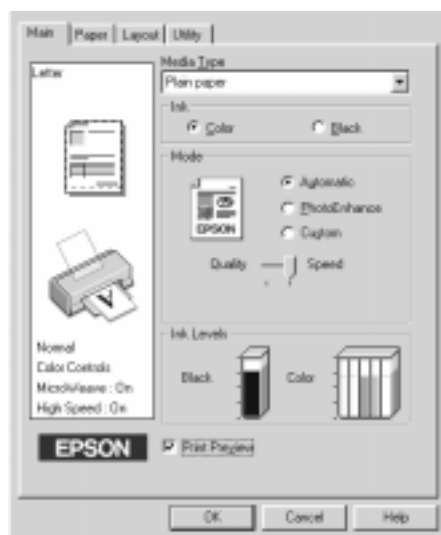 Main Paper Layout Utility
Letter
Media Type
Plain paper
Ink
Color Black
Mode
Automatic
PhotoEnhance
Custom
EPSON
Quality Speed
Normal
Color Controls
MicroWeave : On
High Speed : On
Ink Levels
Black Color
EPSON
Print Preview
OK Cancel Help